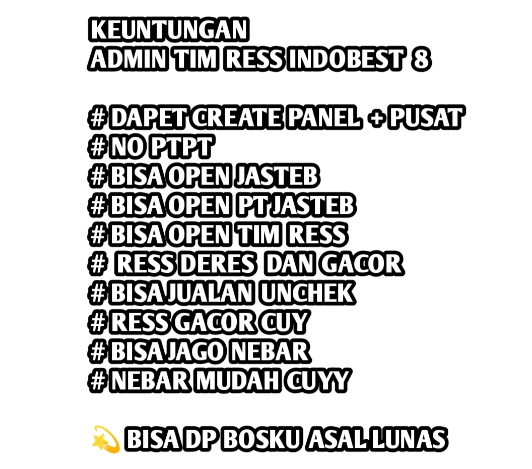 KEUNTUNGAN
ADMIN TIM RESS INDOBEST 8
# DAPET CREATE PANEL + PUSAT
# NO PTPT
# BISA OPEN JASTEB
# BISA OPEN PT JASTEB
# BISA OPEN TIM RESS
# RESS DERES DAN GACOR
# BISA JUALAN UNCHEK
# RESS GACOR CUY
# BISA JAGO NEBAR
# NEBAR MUDAH CUYY
💫 BISA DP BOSKU ASAL LUNAS